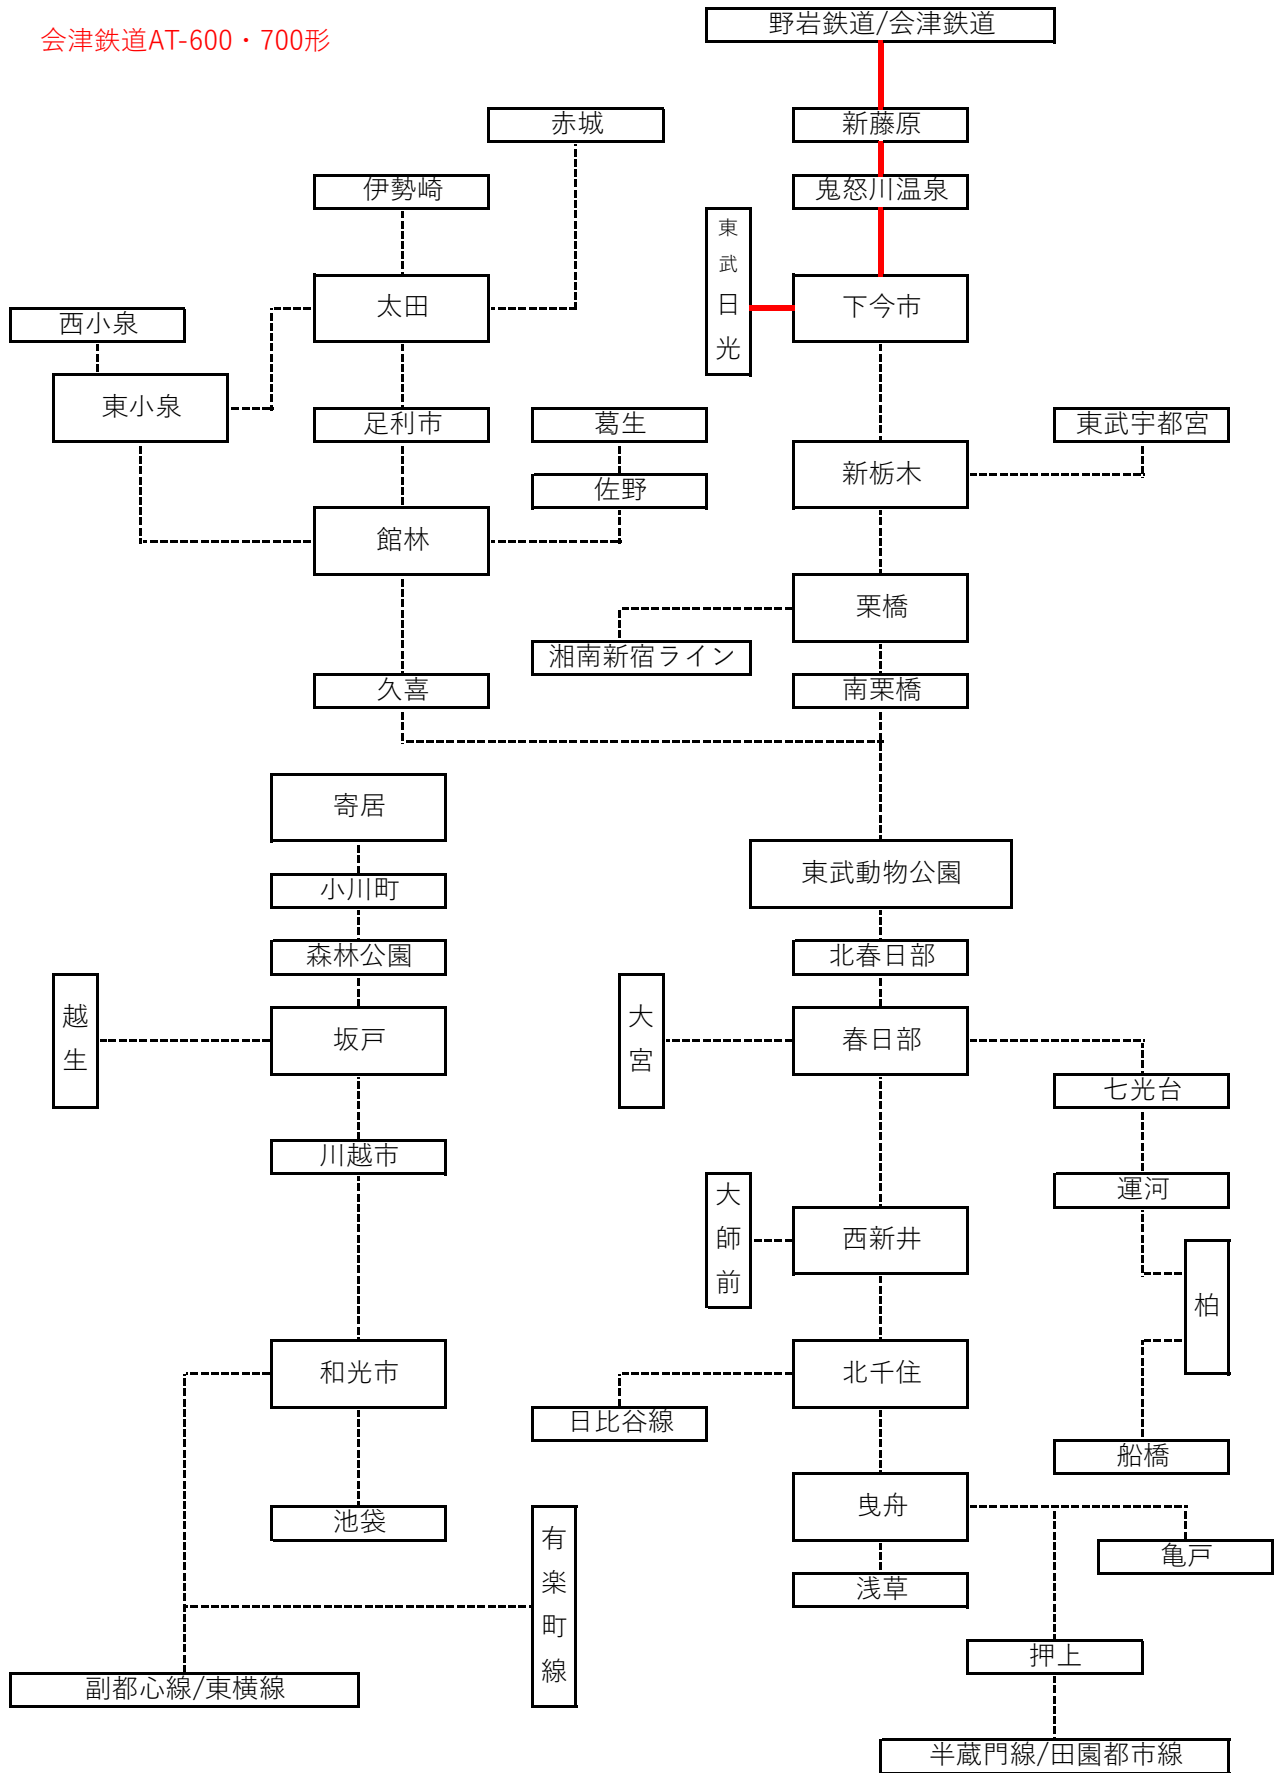 会津鉄道AT-600・700形
野岩鉄道/会津鉄道
赤城
新藤原
伊勢崎
鬼怒川温泉
東武日光
太田
下今市
西小泉
東小泉
足利市
葛生
東武宇都宮
新栃木
佐野
館林
栗橋
湘南新宿ライン
久喜
南栗橋
寄居
東武動物公園
小川町
森林公園
北春日部
越生
坂戸
大宮
春日部
七光台
川越市
運河
大師前
西新井
柏
和光市
北千住
日比谷線
船橋
池袋
曳舟
有楽町線
亀戸
浅草
押上
副都心線/東横線
半蔵門線/田園都市線